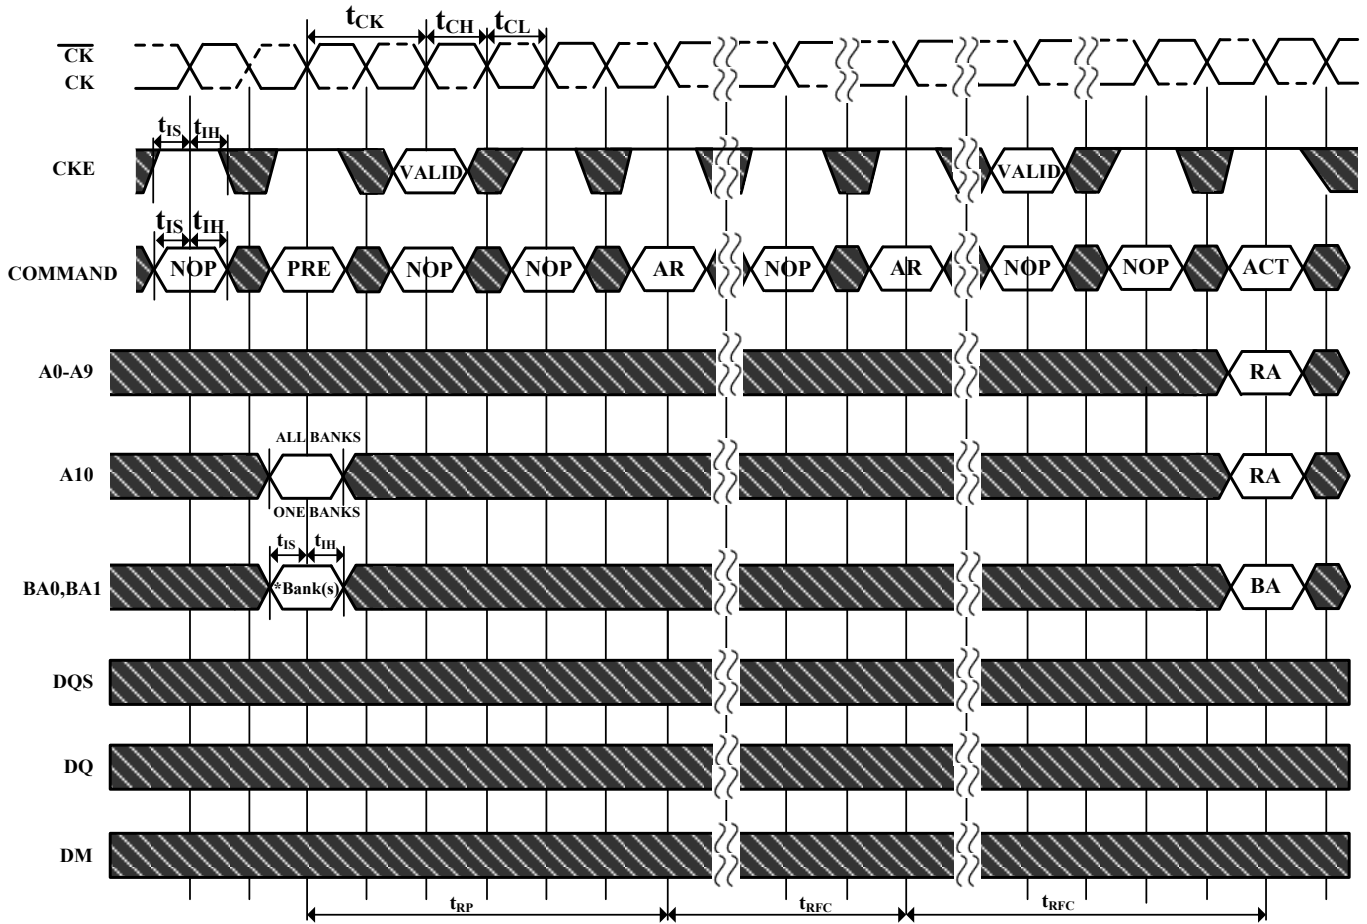 tCK tCH tCL
CK
CK
tIS tIH
CKE VALID VALID
tIS tIH
COMMAND NOP PRE NOP NOP AR NOP AR NOP NOP ACT
A0-A9 RA
ALL BANKS
A10 RA
ONE BANKS
tIS tIH
BA0,BA1 *Bank(s) BA
DQS
DQ
DM
tRP tRFC tRFC